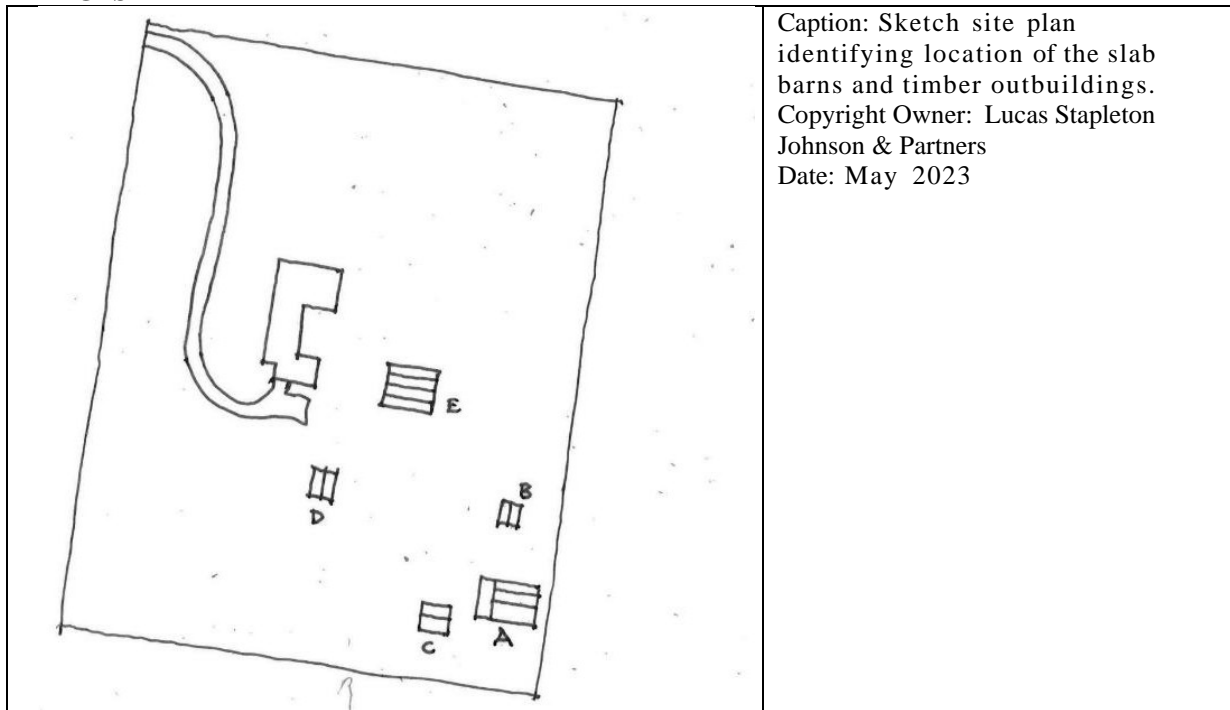 Caption: Sketch site plan
identifying location of the slab
barns and timber outbuildings.
Copyright Owner: Lucas Stapleton
Johnson & Partners
Date: May 2023
E
B
D
A
C